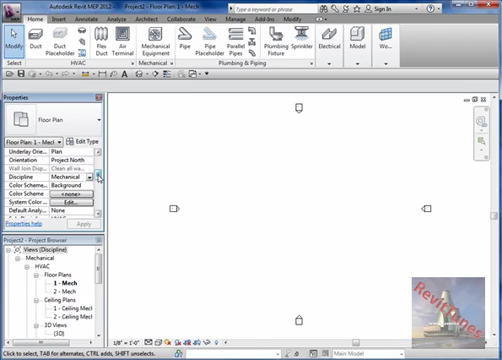 Autodesk Revit MEP 2012 - Project2 - Floor Plan: 1 - Mech
Type a keyword or phrase
Sign In
Home Insert Annotate Analyze Architect Collaborate View Manage Add-Ins Modify
Modify Duct Duct Placeholder Flex Duct Air Terminal Mechanical Equipment Pipe Pipe Placeholder Parallel Pipes Plumbing Fixture Sprinkler Electrical Model Wo...
Select HVAC Mechanical Plumbing & Piping
Properties
Floor Plan
Floor Plan: 1 - Mecl Edit Type
Underlay Orie... Plan
Orientation Project North
Wall Join Displ... Clean all wa...
Discipline Mechanical
Color Scheme... Background
Color Scheme <none>
System Color ... Edit...
Default Analy... None
Properties help Apply
Project2 - Project Browser
Views (Discipline)
Mechanical
HVAC
Floor Plans
1 - Mech
2 - Mech
Ceiling Plans
1 - Ceiling Mech
2 - Ceiling Mech
3D Views
{3D}
RevitTunes
1/8" = 1'-0"
Click to select, TAB for alternates, CTRL adds, SHIFT unselects. :0 Main Model